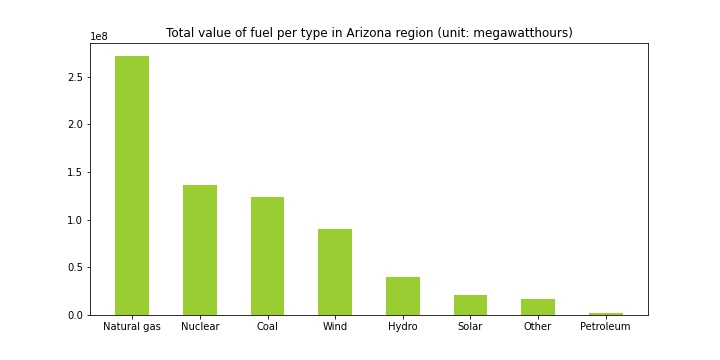 Total value of fuel per type in Arizona region (unit: megawatthours)
1e8
2.5
2.0
1.5
1.0
0.5
0.0
Natural gas Nuclear Coal Wind Hydro Solar Other Petroleum